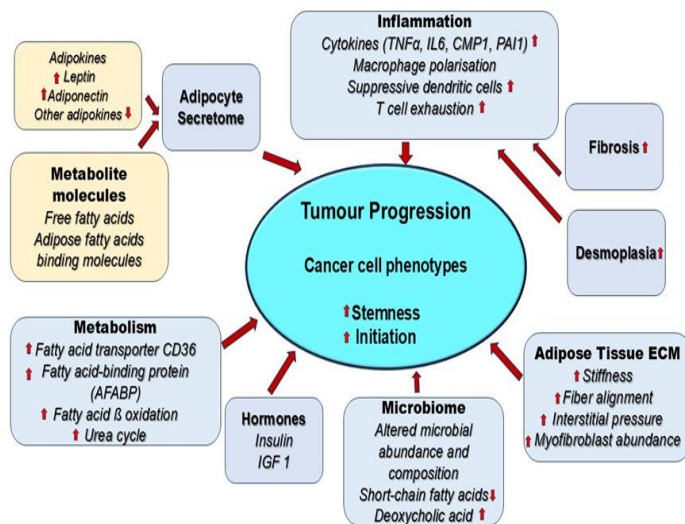 Adipokines
↑ Leptin
↑ Adiponectin
Other adipokines ↓
Metabolite
molecules
Free fatty acids
Adipose fatty acids
binding molecules
Adipocyte
Secretome
Inflammation
Cytokines (TNFα, IL6, CMP1, PAI1) ↑
Macrophage polarisation
Suppressive dendritic cells ↑
T cell exhaustion ↑
Fibrosis ↑
Desmoplasia ↑
Tumour Progression
Cancer cell phenotypes
↑ Stemness
↑ Initiation
Metabolism
↑ Fatty acid transporter CD36
↑ Fatty acid-binding protein
(AFABP)
↑ Fatty acid ß oxidation
↑ Urea cycle
Hormones
Insulin
IGF 1
Microbiome
Altered microbial
abundance and
composition
Short-chain fatty acids ↓
Deoxycholic acid ↑
Adipose Tissue ECM
↑ Stiffness
↑ Fiber alignment
↑ Interstitial pressure
↑ Myofibroblast abundance